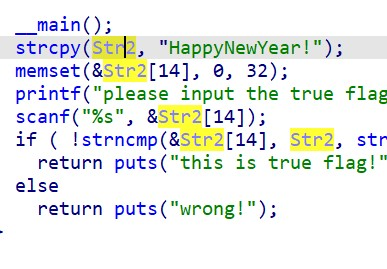 __main();
strcpy(Str2, "HappyNewYear!");
memset(&Str2[14], 0, 32);
printf("please input the true flag
scanf("%s", &Str2[14]);
if ( !strncmp(&Str2[14], Str2, str
return puts("this is true flag!"
else
return puts("wrong!");